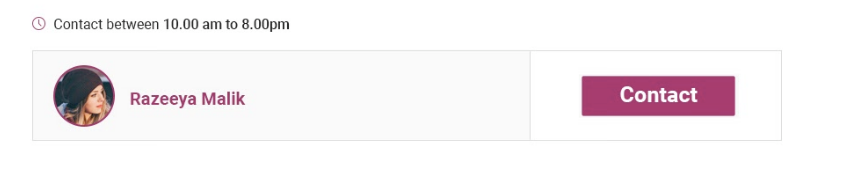 Contact between 10.00 am to 8.00pm
Razeeya Malik
Contact